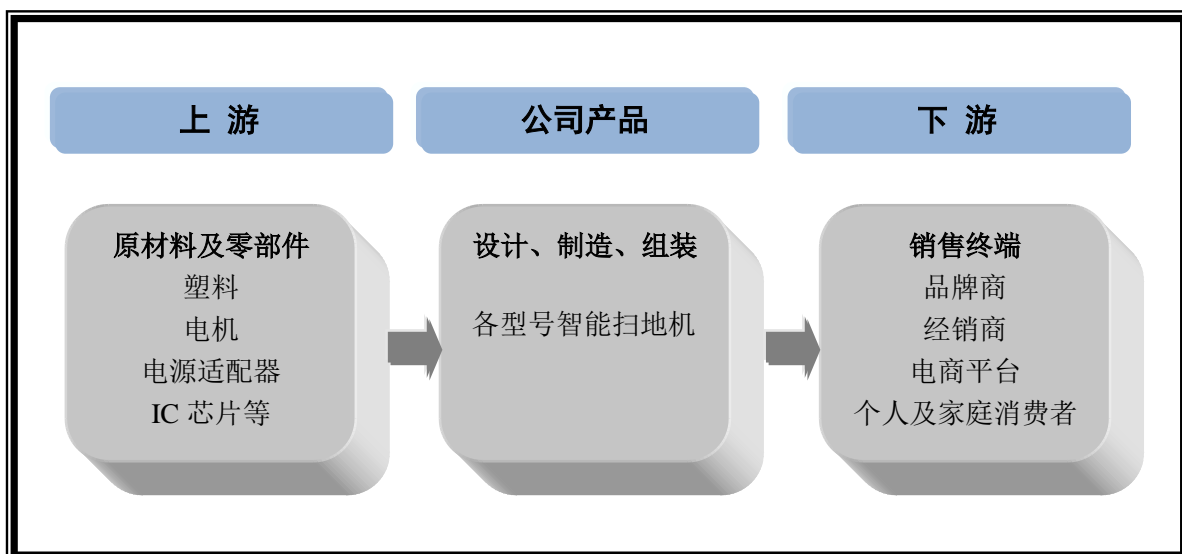 上 游
公司产品
下 游
原材料及零部件
塑料
电机
电源适配器
IC 芯片等
设计、制造、组装
各型号智能扫地机
销售终端
品牌商
经销商
电商平台
个人及家庭消费者